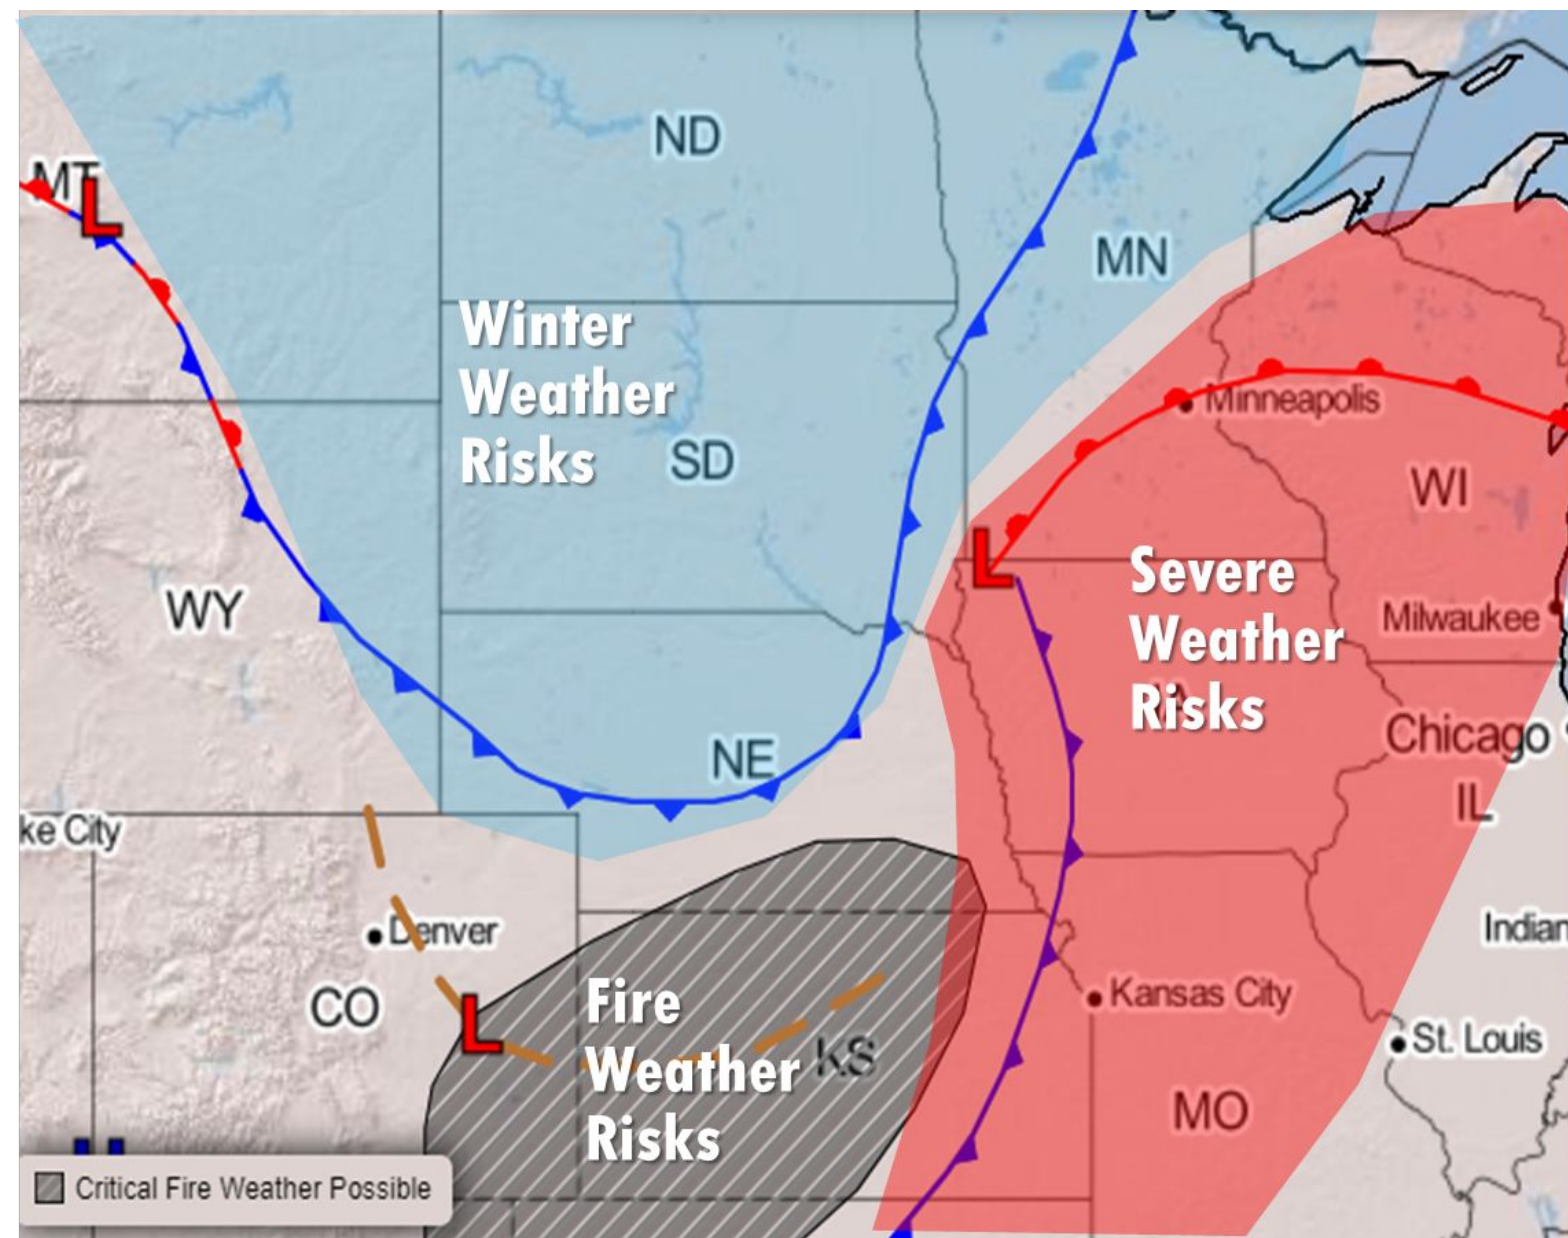 ND
MT
L
MN
Winter
Weather
Risks
SD
Minneapolis
WI
L
Severe
Weather
Risks
WY
Milwaukee
NE
Chicago
IL
ke City
Denver
Indian
CO
L
Fire
Weather
Risks
KS
Kansas City
St. Louis
MO
Critical Fire Weather Possible